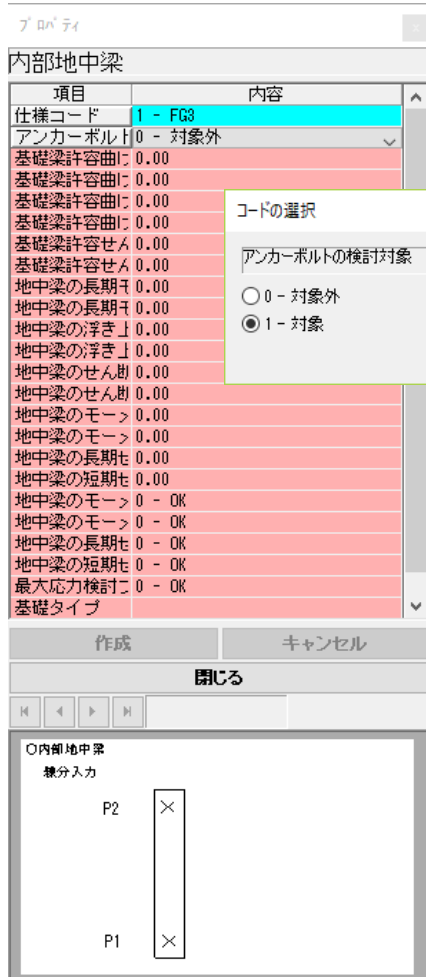 プロパティ
内部地中梁
項目 内容
仕様コード 1 - FG3
アンカーボルト 0 - 対象外
基礎梁許容曲げ 0.00
基礎梁許容曲げ 0.00
基礎梁許容曲げ 0.00
基礎梁許容曲げ 0.00
基礎梁許容せん 0.00
基礎梁許容せん 0.00
地中梁の長期モ 0.00
地中梁の長期モ 0.00
地中梁の浮き上 0.00
地中梁の浮き上 0.00
地中梁のせん断 0.00
地中梁のせん断 0.00
地中梁のモーメ 0.00
地中梁のモーメ 0.00
地中梁の長期せ 0.00
地中梁の短期せ 0.00
地中梁のモーメ 0 - OK
地中梁のモーメ 0 - OK
地中梁の長期せ 0 - OK
地中梁の短期せ 0 - OK
最大応力検討フ 0 - OK
基礎タイプ
コードの選択
アンカーボルトの検討対象
0 - 対象外
1 - 対象
作成 キャンセル
閉じる
〇内部地中梁
線分入力
P2
P1